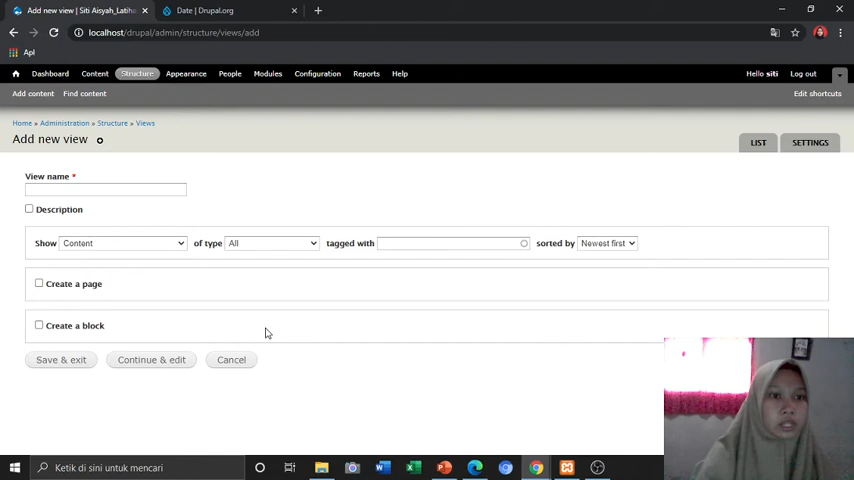 Add new view | Siti Aisyah_Latiha
Date | Drupal.org
localhost/drupal/admin/structure/views/add
Apl
Dashboard Content Structure Appearance People Modules Configuration Reports Help
Hello siti Log out
Add content Find content
Edit shortcuts
Home » Administration » Structure » Views
Add new view
LIST SETTINGS
View name *
Description
Show Content of type All tagged with sorted by Newest first
Create a page
Create a block
Save & exit Continue & edit Cancel
Ketik di sini untuk mencari